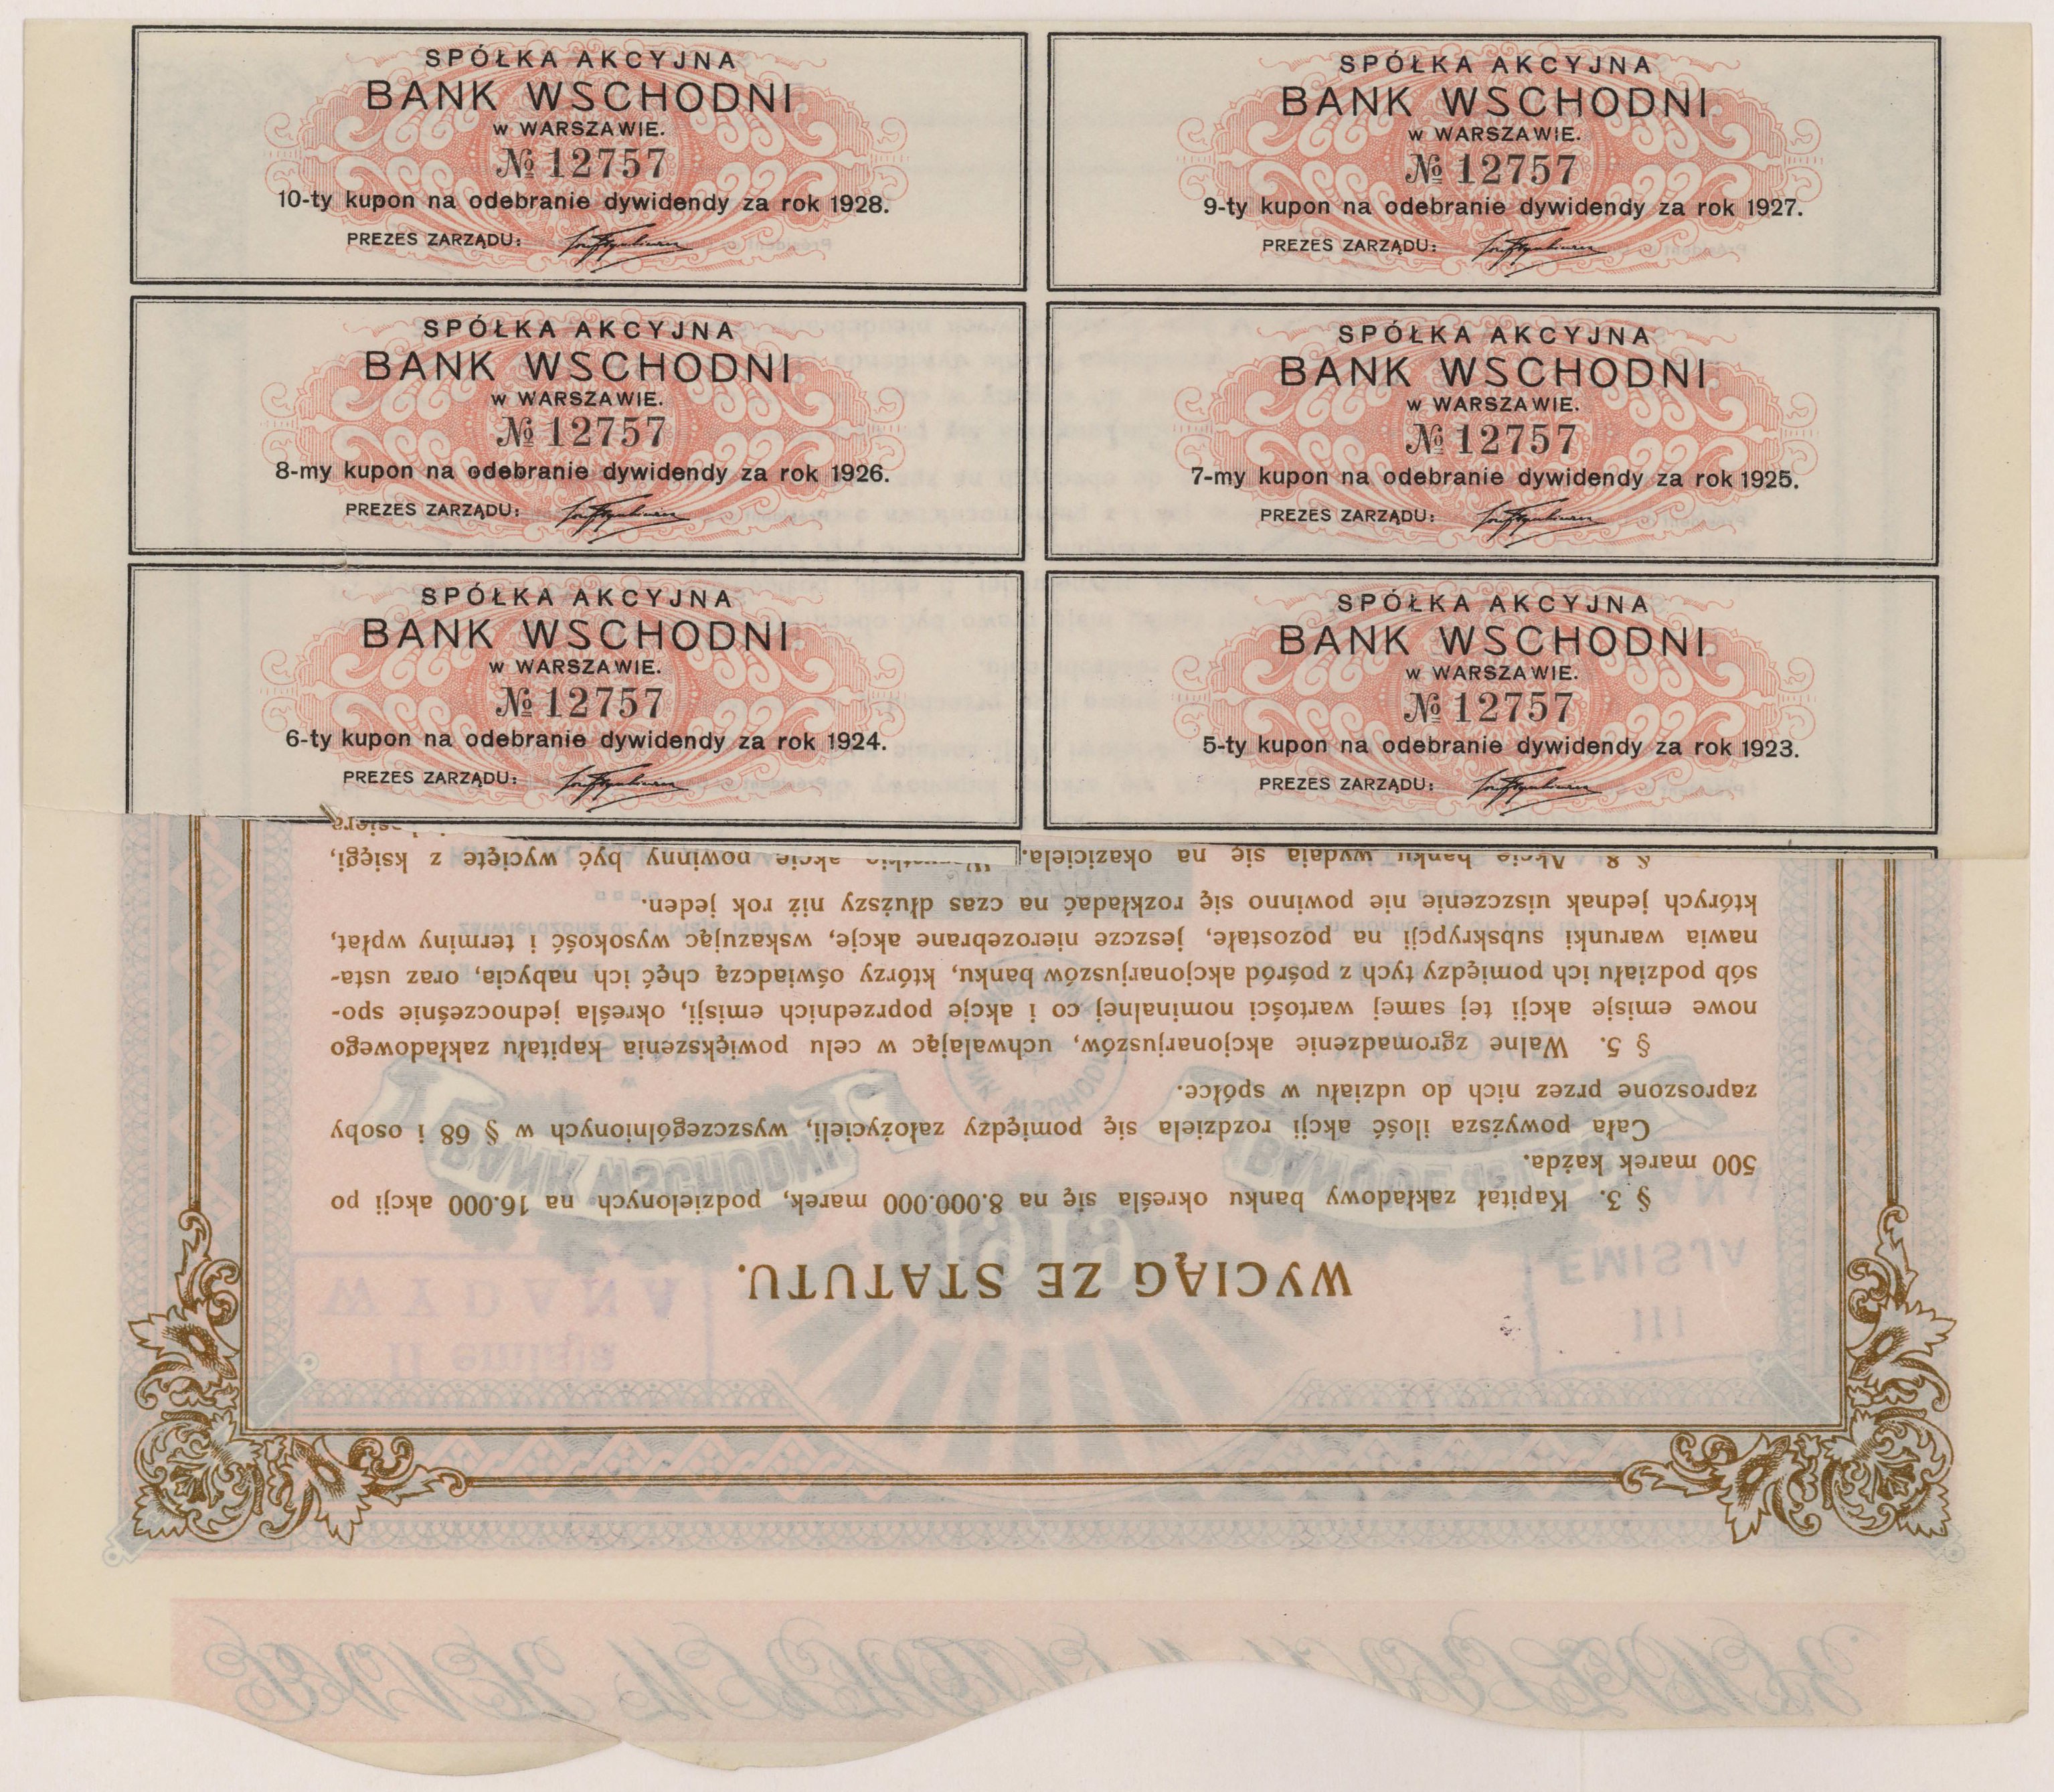 SPÓŁKA AKCYJNA
BANK WSCHODNI
w WARSZAWIE.
№ 12757
10-ty kupon na odebranie dywidendy za rok 1928.
PREZES ZARZĄDU:
SPÓŁKA AKCYJNA
BANK WSCHODNI
w WARSZAWIE.
№ 12757
9-ty kupon na odebranie dywidendy za rok 1927.
PREZES ZARZĄDU:
SPÓŁKA AKCYJNA
BANK WSCHODNI
w WARSZAWIE.
№ 12757
8-my kupon na odebranie dywidendy za rok 1926.
PREZES ZARZĄDU:
SPÓŁKA AKCYJNA
BANK WSCHODNI
w WARSZAWIE.
№ 12757
7-my kupon na odebranie dywidendy za rok 1925.
PREZES ZARZĄDU:
SPÓŁKA AKCYJNA
BANK WSCHODNI
w WARSZAWIE.
№ 12757
6-ty kupon na odebranie dywidendy za rok 1924.
PREZES ZARZĄDU:
SPÓŁKA AKCYJNA
BANK WSCHODNI
w WARSZAWIE.
№ 12757
5-ty kupon na odebranie dywidendy za rok 1923.
PREZES ZARZĄDU:
WYCIĄG ZE STATUTU.
§ 3. Kapitał zakładowy banku określa się na 8.000.000 marek, podzielonych na 16.000 akcji po
500 marek każda.
Cała powyższa ilość akcji rozdziela się pomiędzy założycieli, wyszczególnionych w § 68 i osoby
zaproszone przez nich do udziału w spółce.
§ 5. Walne zgromadzenie akcjonarjuszów, uchwalając w celu powiększenia kapitału zakładowego
nowe emisje akcji tej samej wartości nominalnej co i akcje poprzednich emisji, określa jednocześnie spo-
sób podziału ich pomiędzy tych z pośród akcjonarjuszów banku, którzy oświadczą chęć ich nabycia, oraz usta-
nawia warunki subskrypcji na pozostałe, jeszcze nierozebrane akcje, wskazując wysokość i terminy wpłat,
których jednak uiszczenie nie powinno się rozkładać na czas dłuższy niż rok jeden.
§ 8. Akcje banku wydają się na okaziciela. Wszystkie akcje powinny być wycięte z księgi,